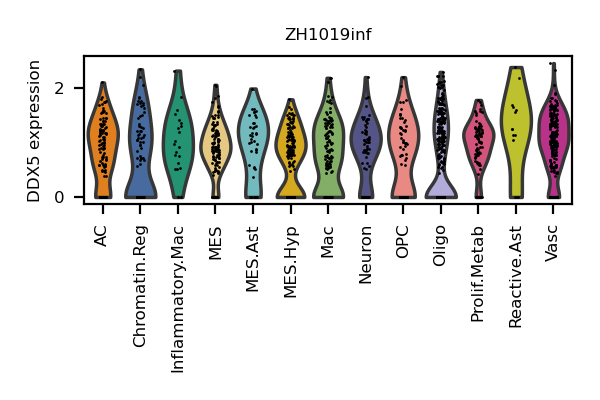 ZH1019inf
DDX5 expression
2
0
AC
Chromatin.Reg
Inflammatory.Mac
MES
MES.Ast
MES.Hyp
Mac
Neuron
OPC
Oligo
Prolif.Metab
Reactive.Ast
Vasc